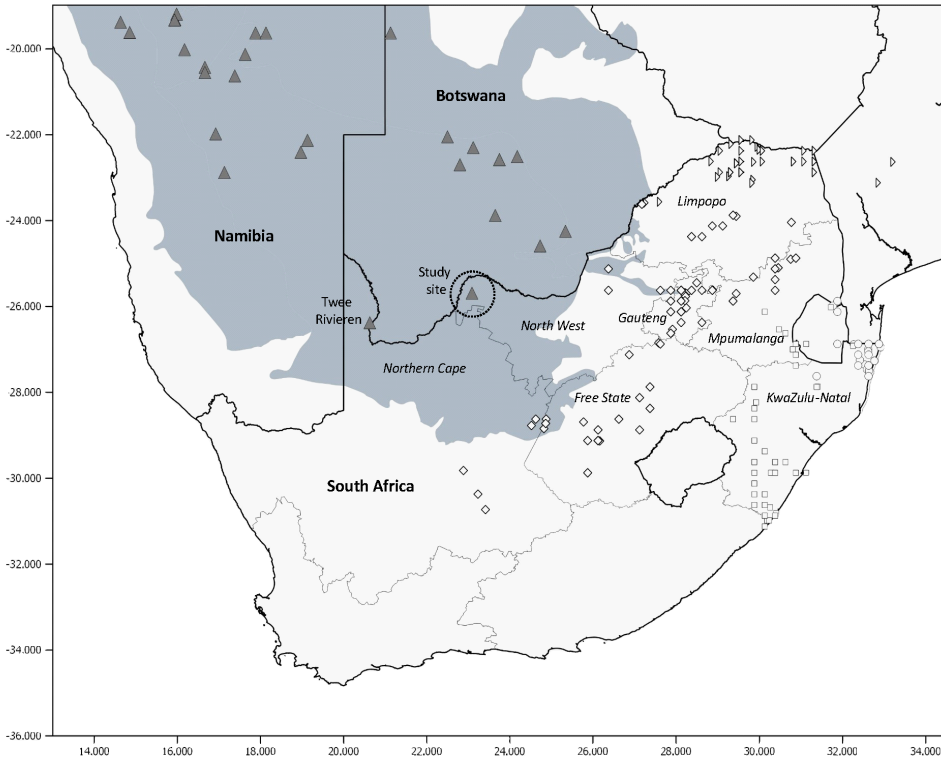 -20.000
Botswana
-22.000
Limpopo
-24.000
Namibia
Study
site
-26.000
Twee
Rivieren
North West
Gauteng
Mpumalanga
Northern Cape
-28.000
Free State
KwaZulu-Natal
-30.000
South Africa
-32.000
-34.000
-36.000
14.000 16.000 18.000 20.000 22.000 24.000 26.000 28.000 30.000 32.000 34.000